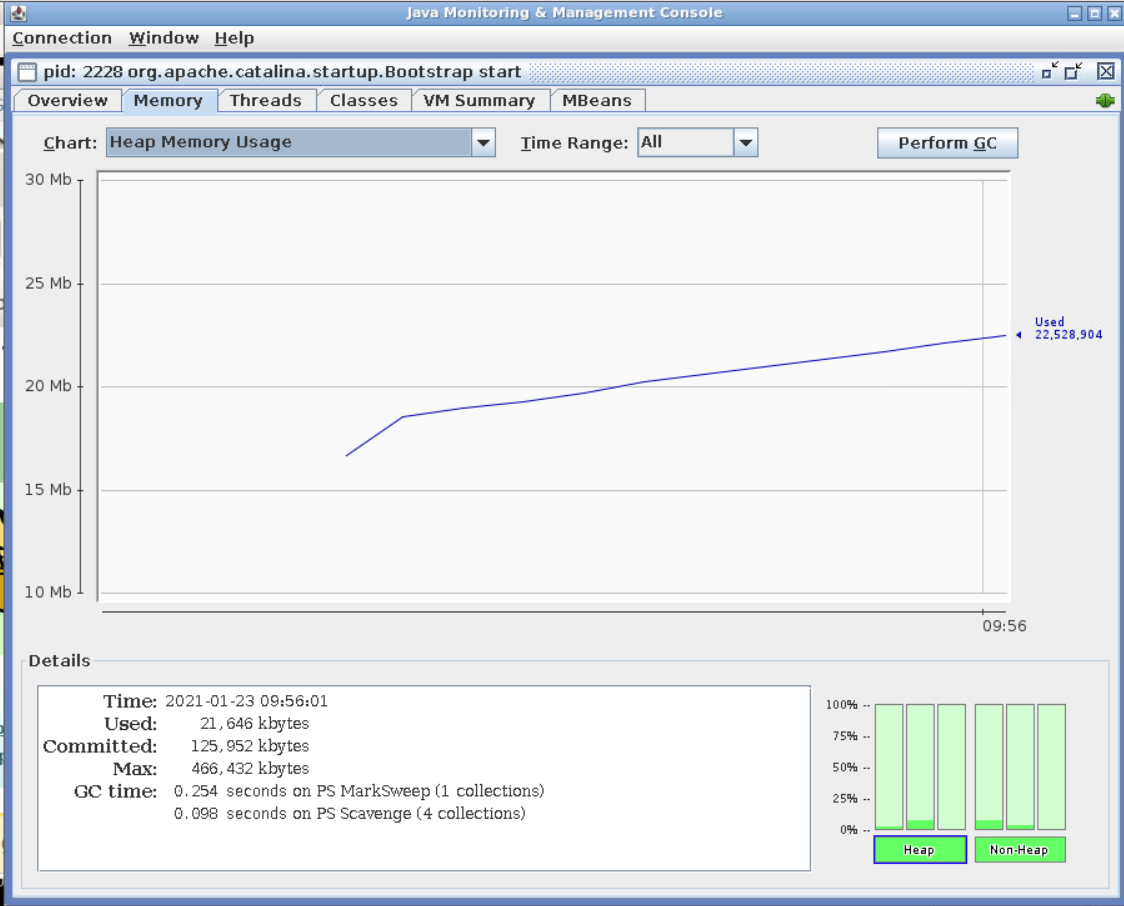 Java Monitoring & Management Console
Connection Window Help
pid: 2228 org.apache.catalina.startup.Bootstrap start
Overview Memory Threads Classes VM Summary MBeans
Chart: Heap Memory Usage Time Range: All Perform GC
30 Mb
25 Mb
Used
22,528,904
20 Mb
15 Mb
10 Mb
09:56
Details
Time: 2021-01-23 09:56:01
Used: 21,646 kbytes
Committed: 125,952 kbytes
Max: 466,432 kbytes
GC time: 0.254 seconds on PS MarkSweep (1 collections)
0.098 seconds on PS Scavenge (4 collections)
100% --
75% --
50% --
25% --
0% --
Heap Non-Heap